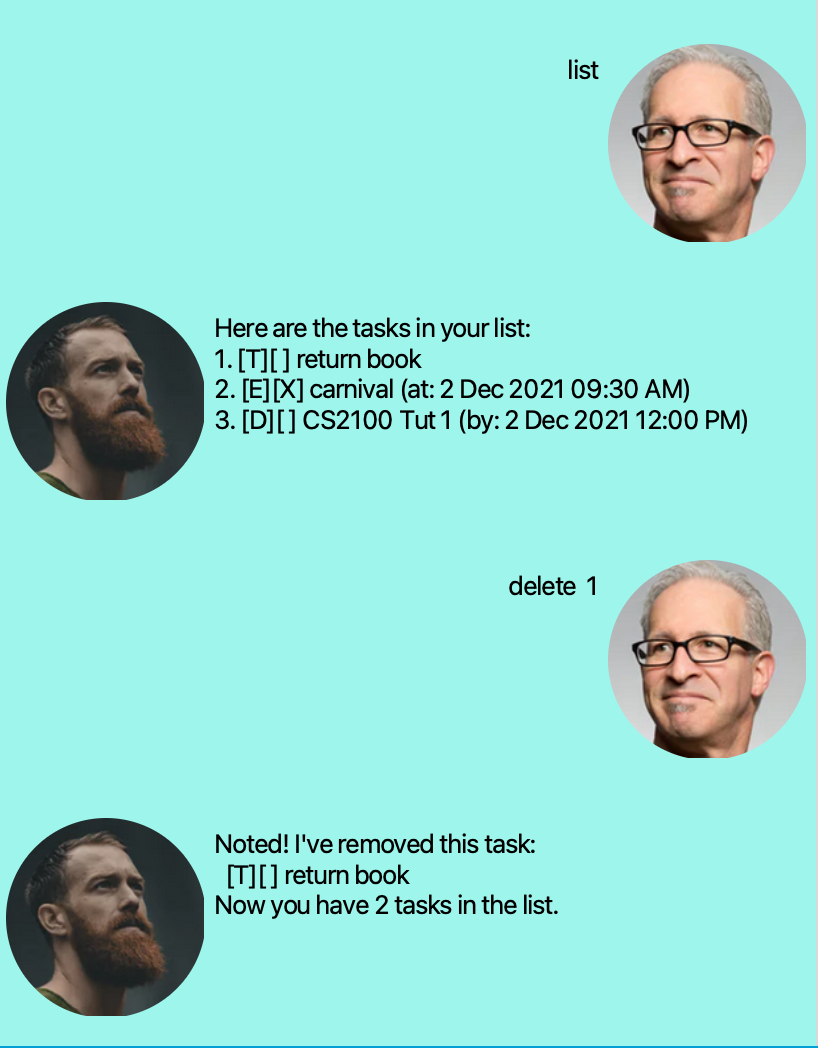 list
Here are the tasks in your list:
1. [T][ ] return book
2. [E][X] carnival (at: 2 Dec 2021 09:30 AM)
3. [D][ ] CS2100 Tut 1 (by: 2 Dec 2021 12:00 PM)
delete 1
Noted! I've removed this task:
[T][ ] return book
Now you have 2 tasks in the list.